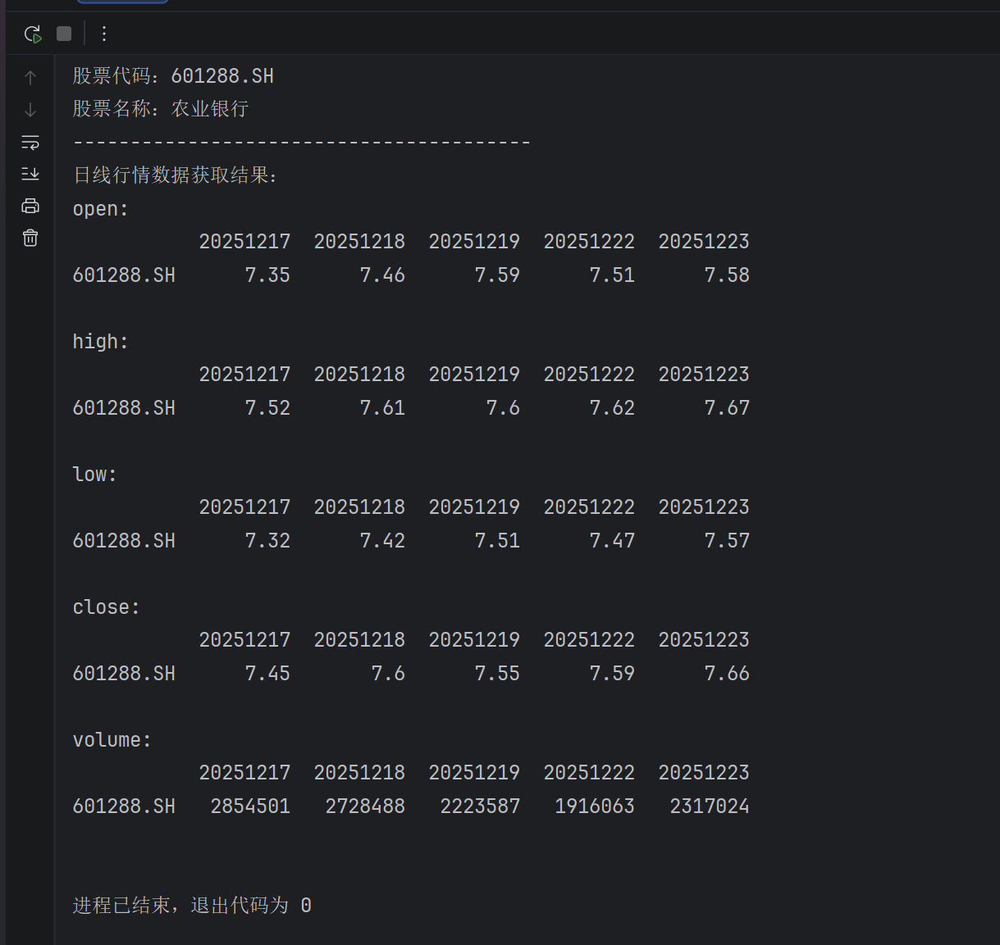 股票代码：601288.SH
股票名称：农业银行
----------------------------------------
日线行情数据获取结果：
open:
20251217 20251218 20251219 20251222 20251223
601288.SH 7.35 7.46 7.59 7.51 7.58
high:
20251217 20251218 20251219 20251222 20251223
601288.SH 7.52 7.61 7.6 7.62 7.67
low:
20251217 20251218 20251219 20251222 20251223
601288.SH 7.32 7.42 7.51 7.47 7.57
close:
20251217 20251218 20251219 20251222 20251223
601288.SH 7.45 7.6 7.55 7.59 7.66
volume:
20251217 20251218 20251219 20251222 20251223
601288.SH 2854501 2728488 2223587 1916063 2317024
进程已结束，退出代码为 0